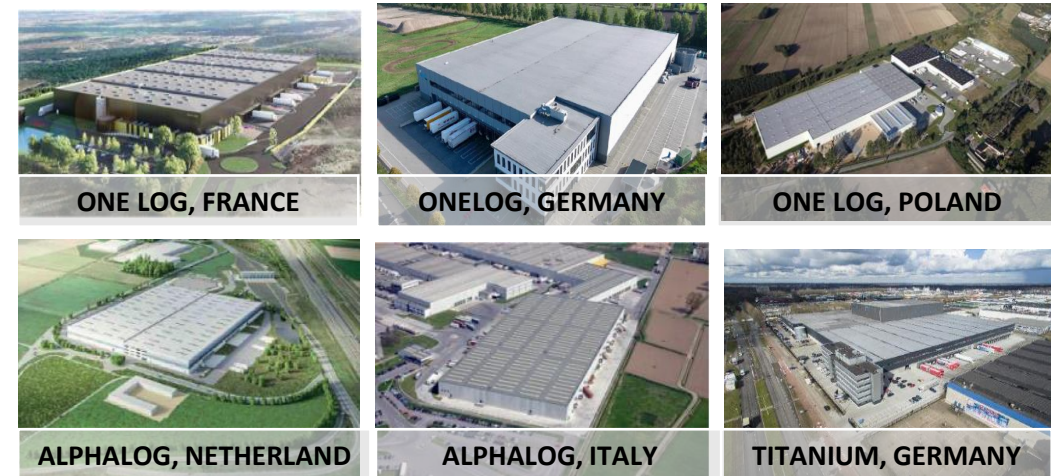 ONE LOG, FRANCE
ONELOG, GERMANY
ONE LOG, POLAND
ALPHALOG, NETHERLAND
ALPHALOG, ITALY
TITANIUM, GERMANY